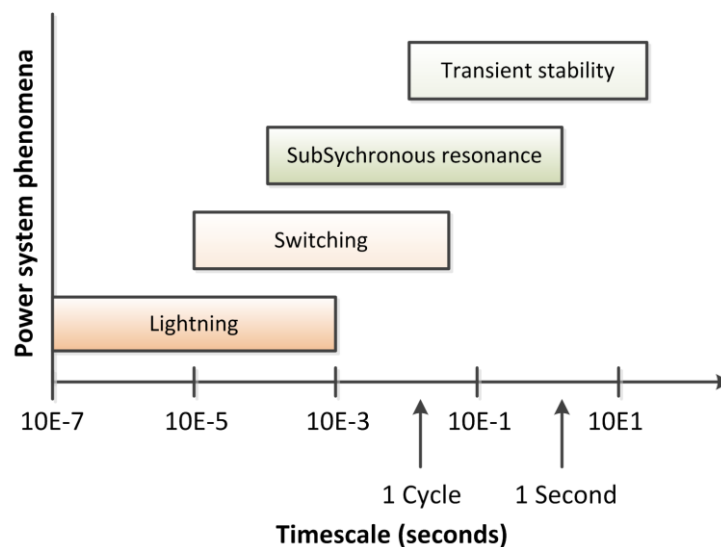 Power system phenomena
Transient stability
SubSychronous resonance
Switching
Lightning
10E-7 10E-5 10E-3 10E-1 10E1
1 Cycle 1 Second
Timescale (seconds)